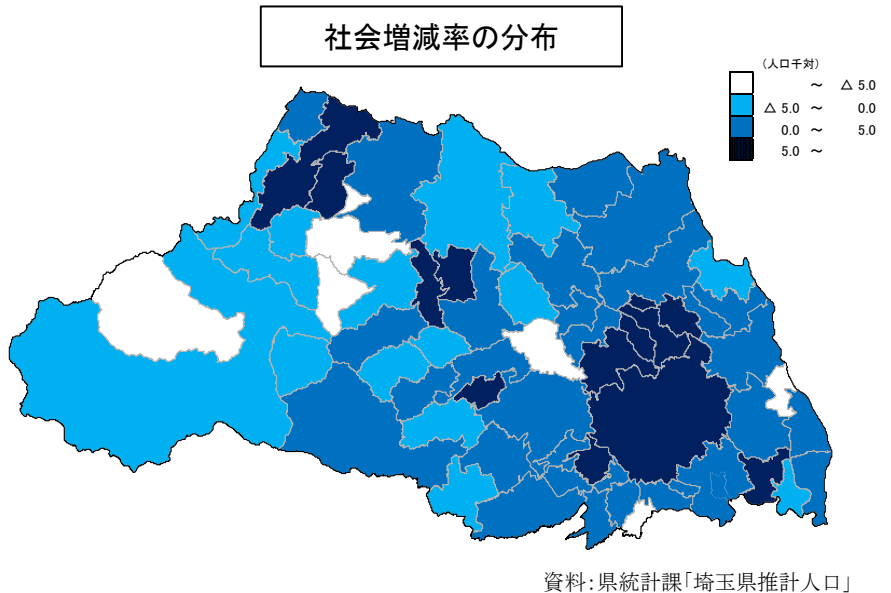 社会増減率の分布
（人口千対）
～ △ 5.0
△ 5.0 ～ 0.0
0.0 ～ 5.0
5.0 ～
資料：県統計課「埼玉県推計人口」